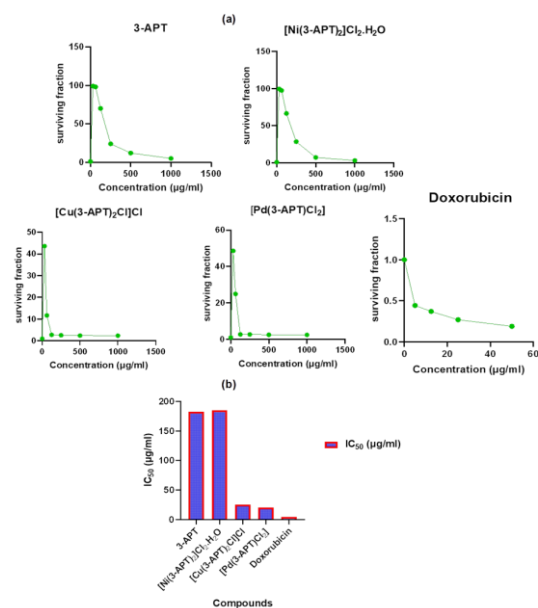 (a)
3-APT
surviving fraction
150
100
50
0
0 500 1000 1500
Concentration (µg/ml)
[Ni(3-APT)₂]Cl₂.H₂O
surviving fraction
150
100
50
0
0 500 1000 1500
Concentration (µg/ml)
[Cu(3-APT)₂Cl]Cl
surviving fraction
50
40
30
20
10
0
0 500 1000 1500
Concentration (µg/ml)
[Pd(3-APT)Cl₂]
surviving fraction
60
40
20
0
0 500 1000 1500
Concentration (µg/ml)
Doxorubicin
surviving fraction
1.5
1.0
0.5
0.0
0 20 40 60
Concentration (µg/ml)
(b)
IC₅₀ (µg/ml)
200
150
100
50
0
3-APT
[Ni(3-APT)₂]Cl₂.H₂O
[Cu(3-APT)₂Cl]Cl
[Pd(3-APT)Cl₂]
Doxorubicin
Compounds
IC₅₀ (µg/ml)